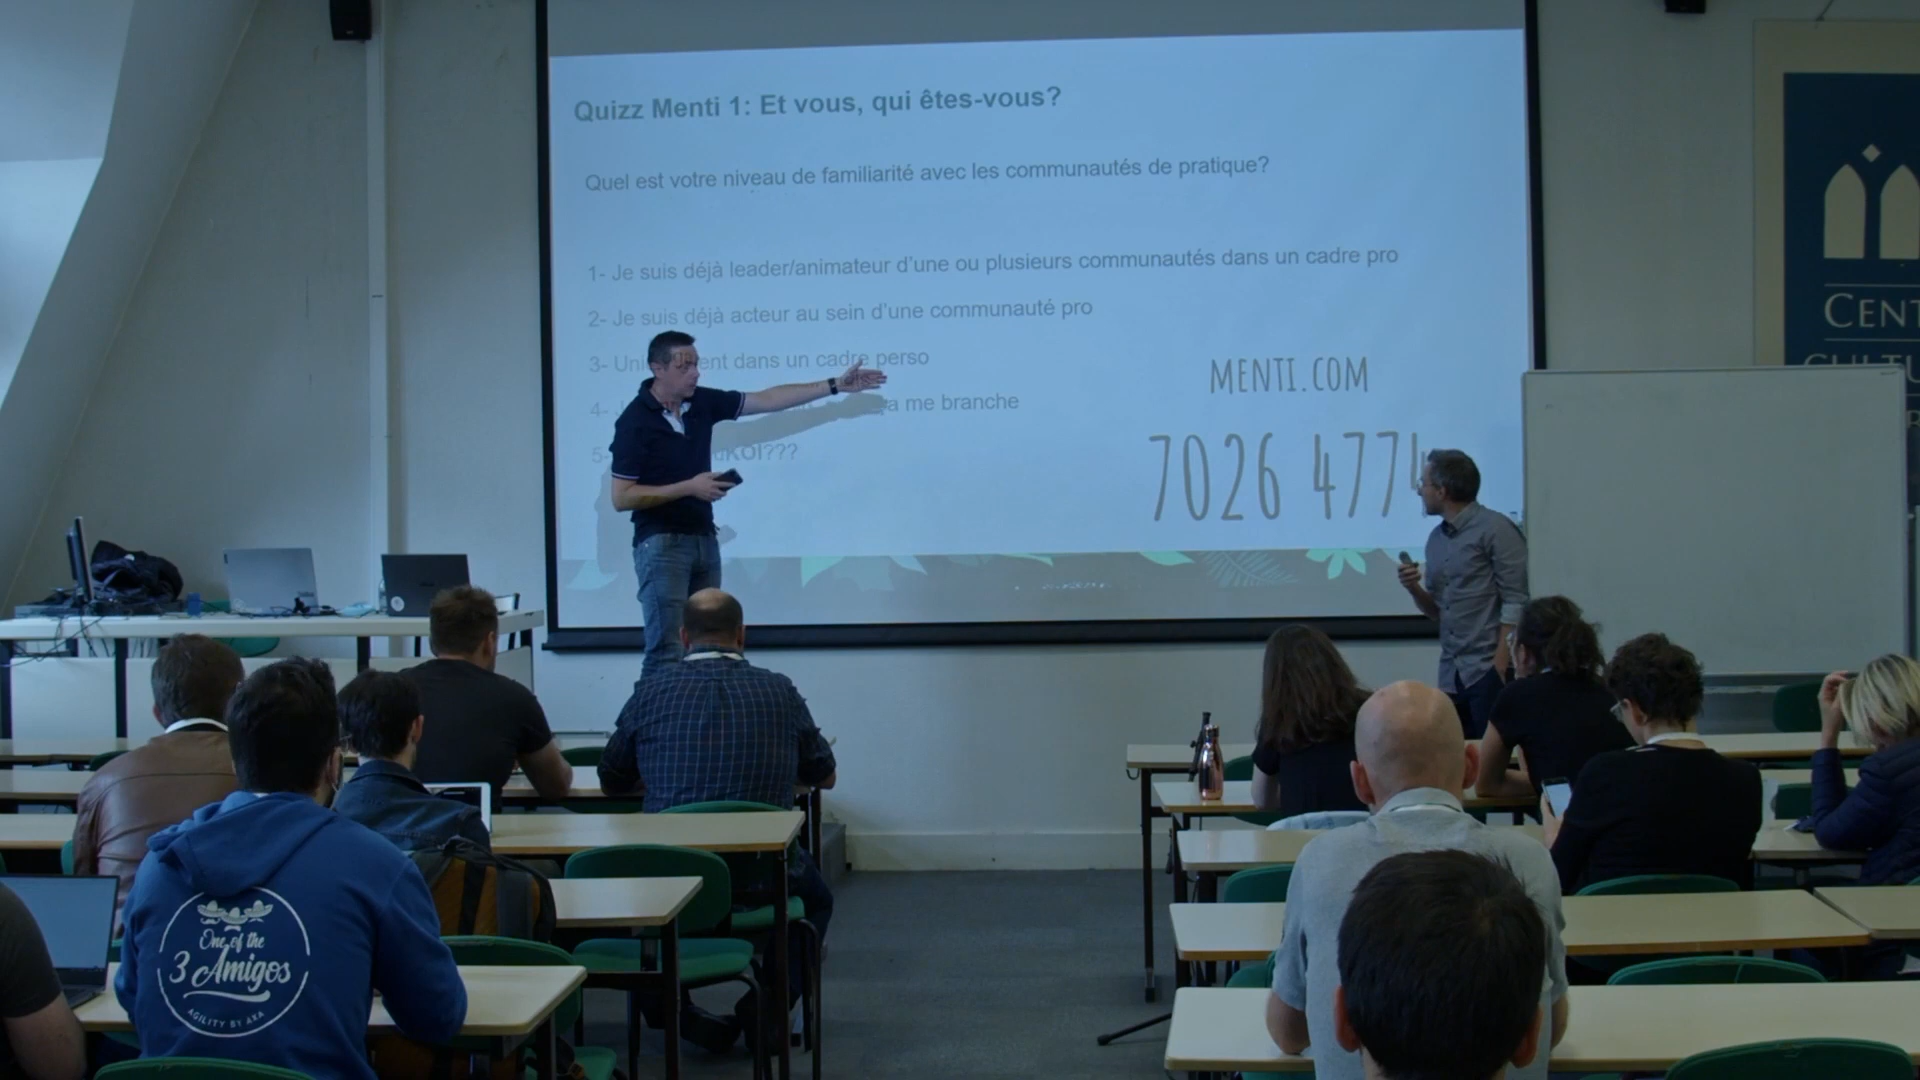 Quizz Menti 1: Et vous, qui êtes-vous?
Quel est votre niveau de familiarité avec les communautés de pratique?
1- Je suis déjà leader/animateur d'une ou plusieurs communautés dans un cadre pro
2- Je suis déjà acteur au sein d'une communauté pro
3- dans un cadre perso
4- me branche
5- ???
MENTI.COM
7026 4774
One of the
3 Amigos
AGILITY BY AXA